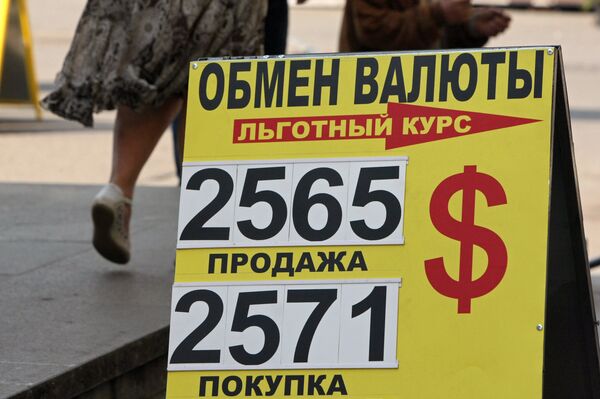 ОБМЕН ВАЛЮТЫ
ЛЬГОТНЫЙ КУРС
2565
ПРОДАЖА
$
2571
ПОКУПКА